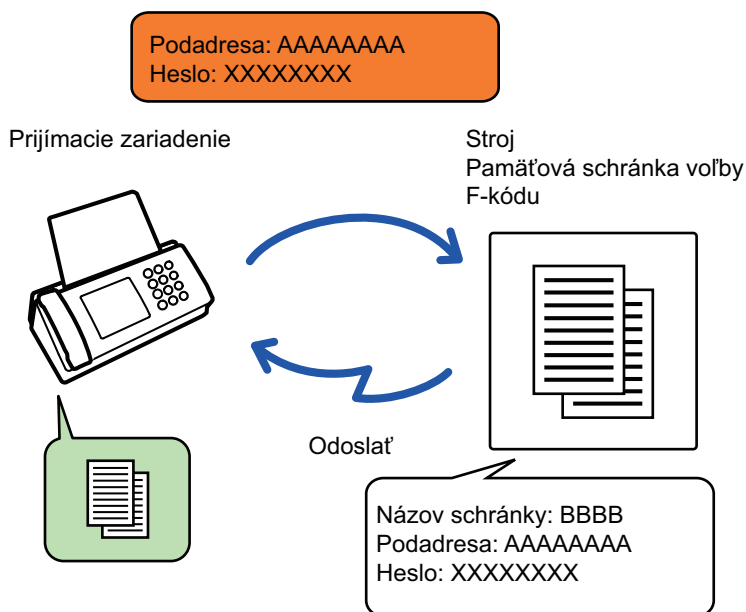 Podadresa: AAAAAAAA
Heslo: XXXXXXXX
Prijímacie zariadenie
Stroj
Pamäťová schránka voľby
F-kódu
Odoslať
Názov schránky: BBBB
Podadresa: AAAAAAAA
Heslo: XXXXXXXX